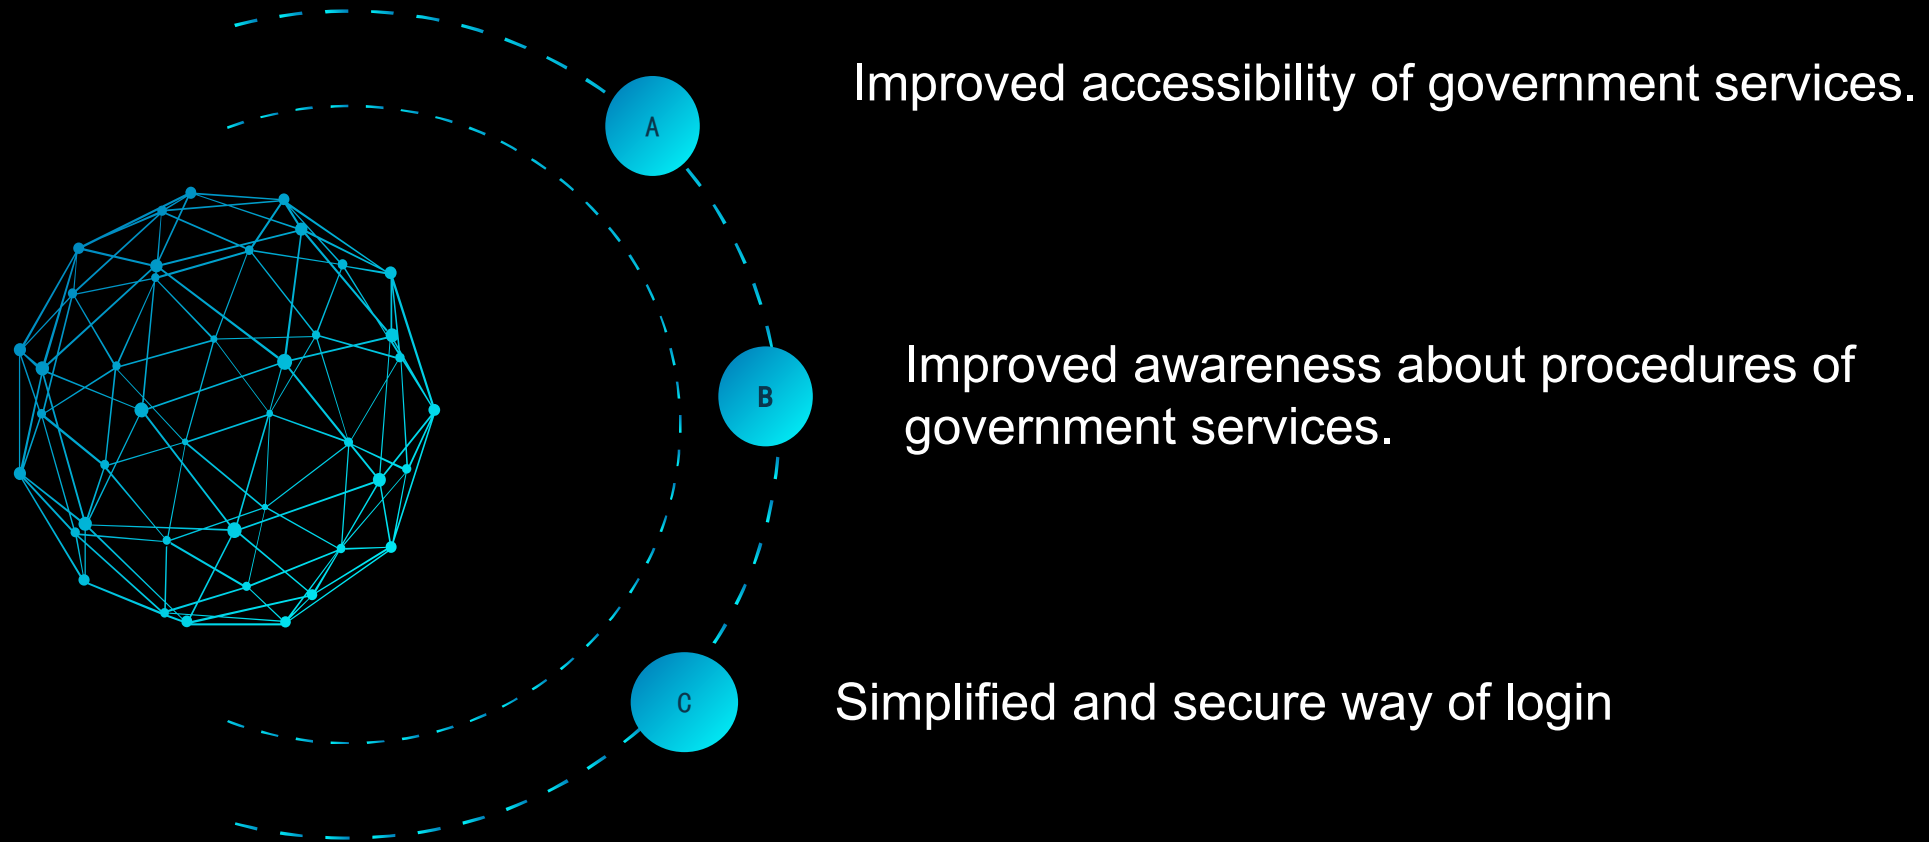 A
Improved accessibility of government services.
B
Improved awareness about procedures of
government services.
C
Simplified and secure way of login